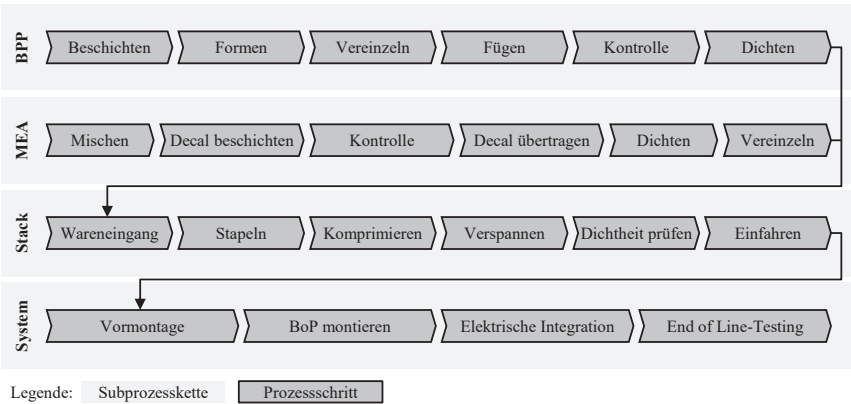 BPP
Beschichten Formen Vereinzeln Fügen Kontrolle Dichten
MEA
Mischen Decal beschichten Kontrolle Decal übertragen Dichten Vereinzeln
Stack
Wareneingang Stapeln Komprimieren Verspannen Dichtheit prüfen Einfahren
System
Vormontage BoP montieren Elektrische Integration End of Line-Testing
Legende: Subprozesskette Prozessschritt